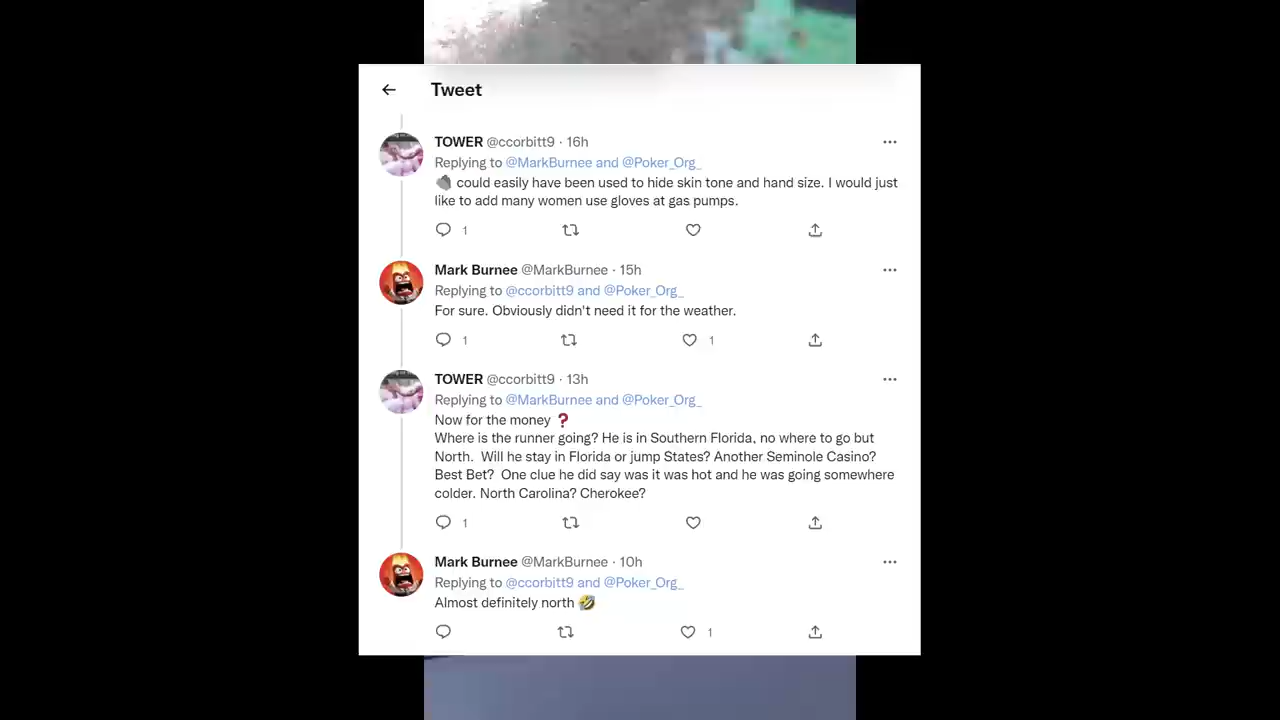 Tweet
TOWER @ccorbitt9 · 16h
Replying to @MarkBurnee and @Poker_Org_
could easily have been used to hide skin tone and hand size. I would just
like to add many women use gloves at gas pumps.
1
Mark Burnee @MarkBurnee · 15h
Replying to @ccorbitt9 and @Poker_Org_
For sure. Obviously didn't need it for the weather.
1 1
TOWER @ccorbitt9 · 13h
Replying to @MarkBurnee and @Poker_Org_
Now for the money ❓
Where is the runner going? He is in Southern Florida, no where to go but
North.  Will he stay in Florida or jump States? Another Seminole Casino?
Best Bet?  One clue he did say was it was hot and he was going somewhere
colder. North Carolina? Cherokee?
1
Mark Burnee @MarkBurnee · 10h
Replying to @ccorbitt9 and @Poker_Org_
Almost definitely north 🤣
1